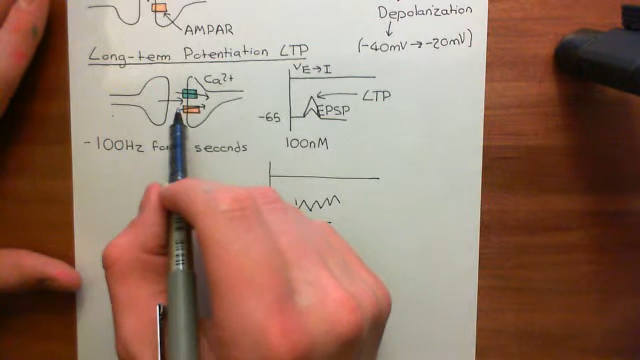 AMPAR
Depolarization
(-40mV → -20mV]
Long-term Potentiation LTP
Ca2+
VE→I
LTP
EPSP
-65
100nM
-100Hz for seconds